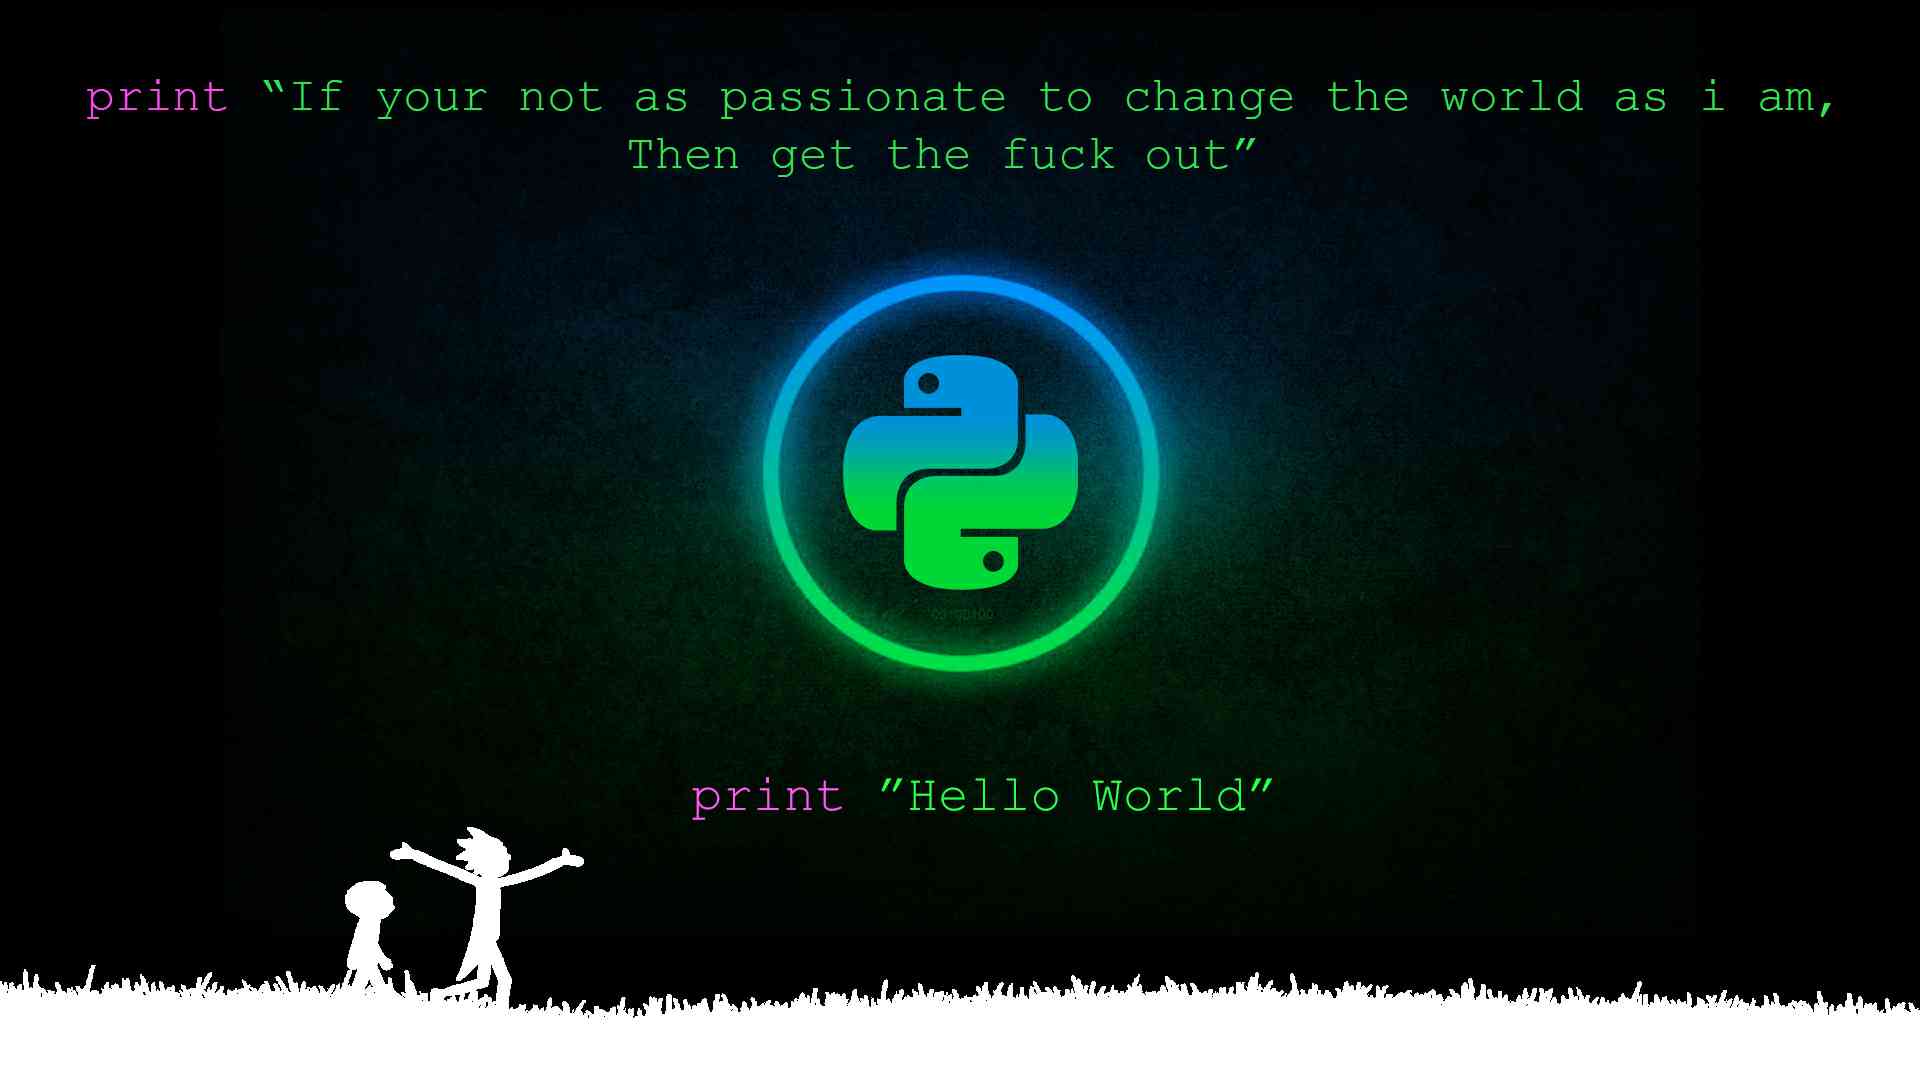 print “If your not as passionate to change the world as i am,
Then get the fuck out”
print ”Hello World”